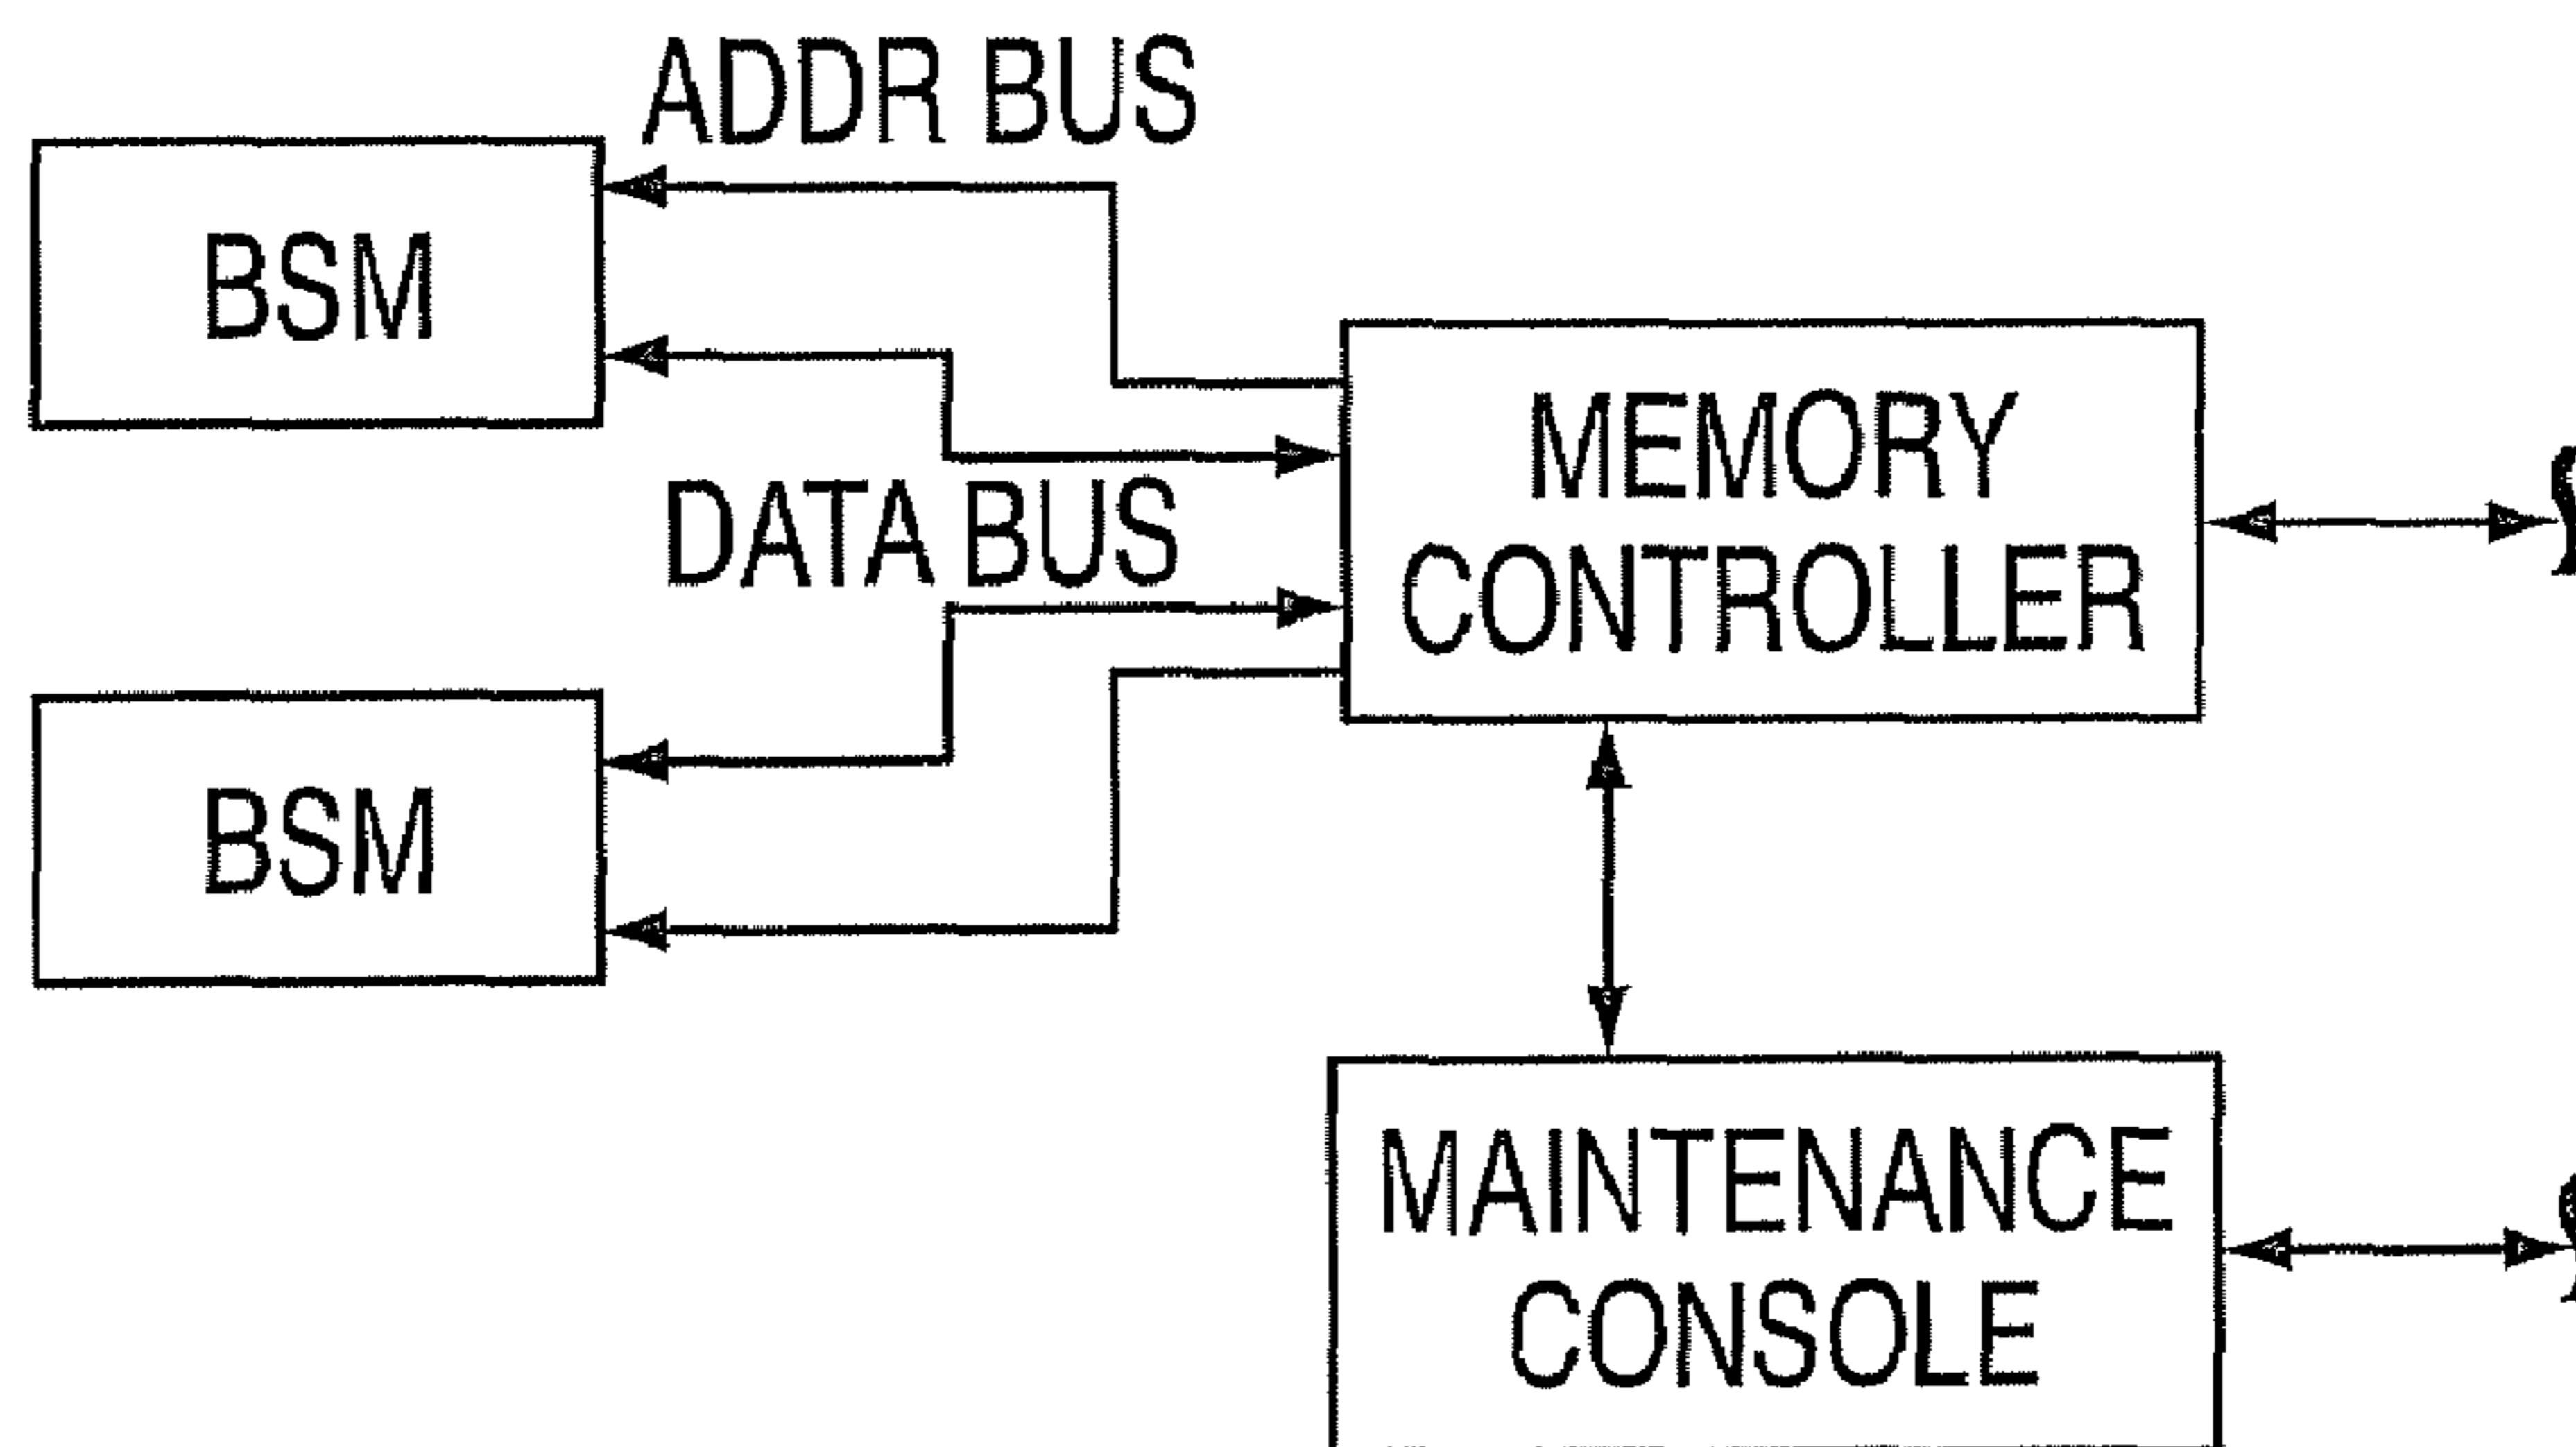 ADDR BUS
BSM
MEMORY
CONTROLLER
DATA BUS
BSM
MAINTENANCE
CONSOLE